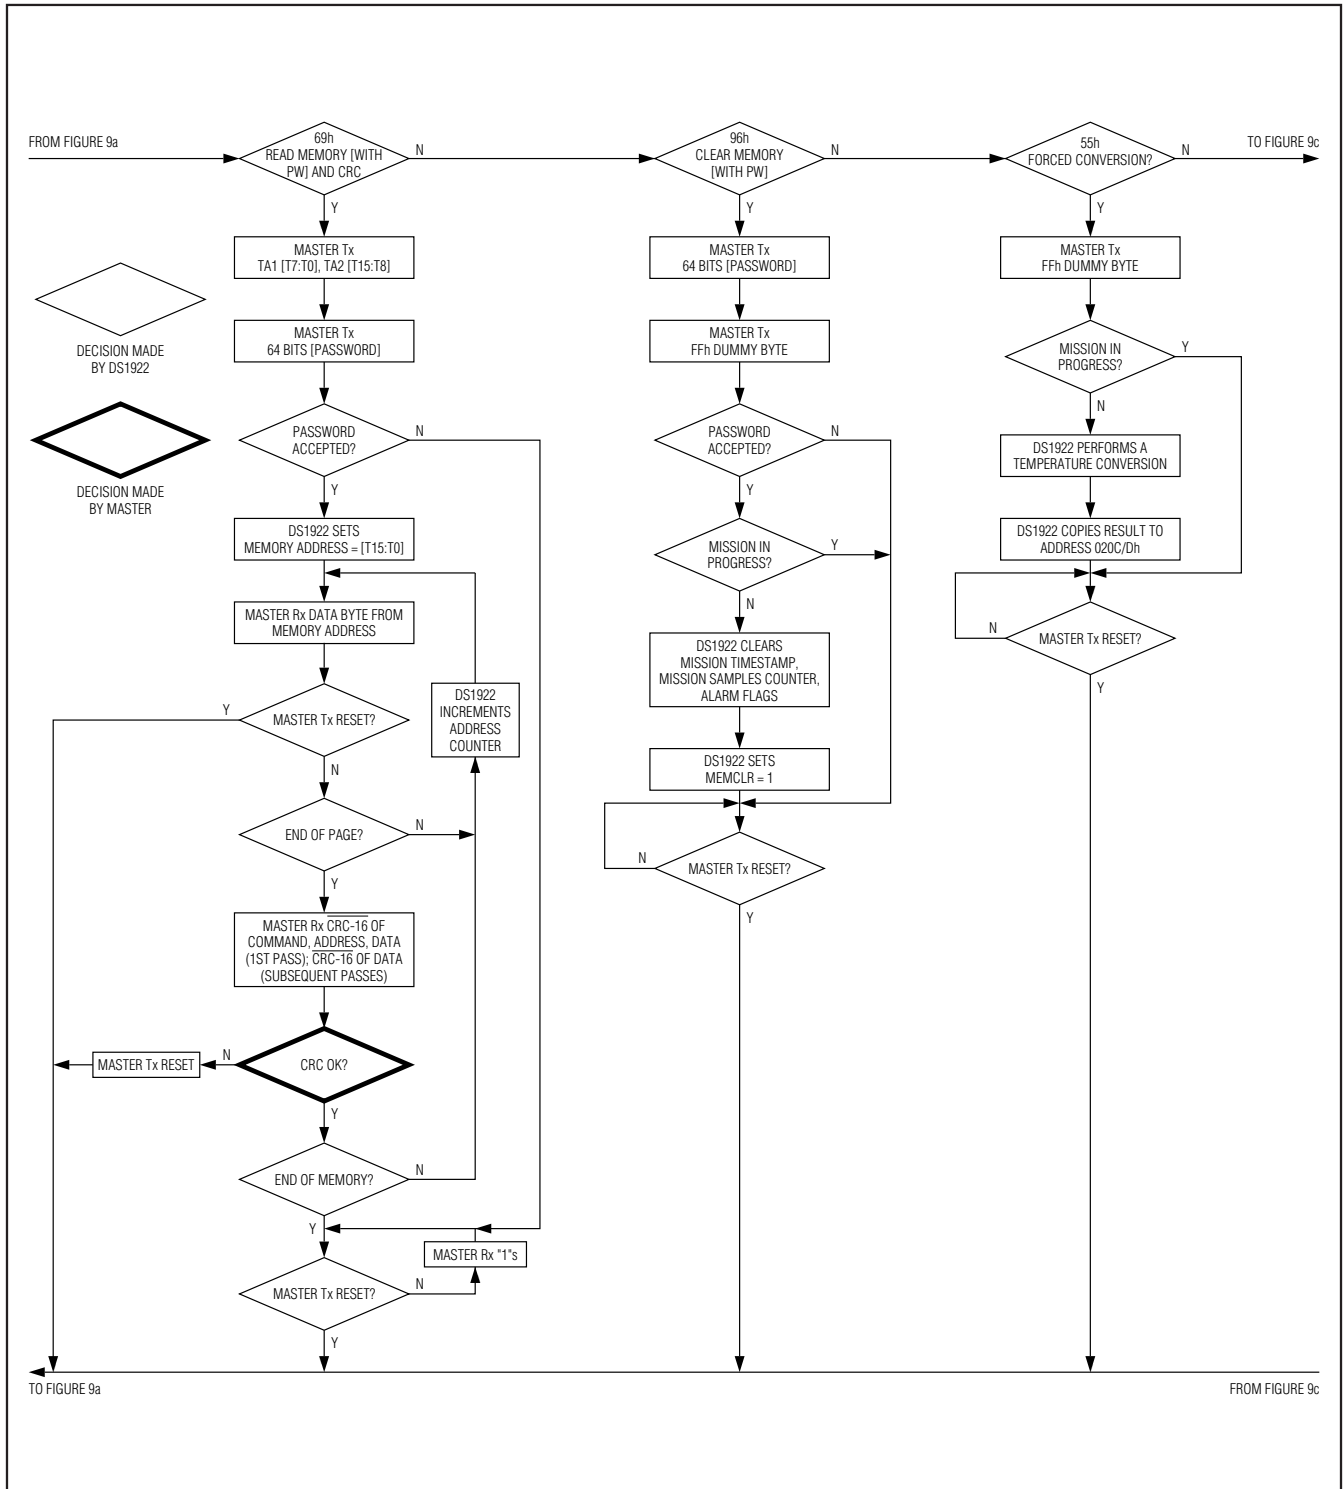 FROM FIGURE 9a
69h
READ MEMORY [WITH
PW] AND CRC
N
Y
MASTER Tx
TA1 [T7:T0], TA2 [T15:T8]
MASTER Tx
64 BITS [PASSWORD]
PASSWORD
ACCEPTED?
N
Y
DS1922 SETS
MEMORY ADDRESS = [T15:T0]
MASTER Rx DATA BYTE FROM
MEMORY ADDRESS
DS1922
INCREMENTS
ADDRESS
COUNTER
Y
MASTER Tx RESET?
N
END OF PAGE?
N
Y
MASTER Rx CRC-16 OF
COMMAND, ADDRESS, DATA
(1ST PASS); CRC-16 OF DATA
(SUBSEQUENT PASSES)
MASTER Tx RESET
N
CRC OK?
Y
END OF MEMORY?
N
Y
MASTER Rx "1"s
MASTER Tx RESET?
N
Y
DECISION MADE
BY DS1922
DECISION MADE
BY MASTER
96h
CLEAR MEMORY
[WITH PW]
N
Y
MASTER Tx
64 BITS [PASSWORD]
MASTER Tx
FFh DUMMY BYTE
PASSWORD
ACCEPTED?
N
Y
MISSION IN
PROGRESS?
Y
N
DS1922 CLEARS
MISSION TIMESTAMP,
MISSION SAMPLES COUNTER,
ALARM FLAGS
DS1922 SETS
MEMCLR = 1
N
MASTER Tx RESET?
Y
55h
FORCED CONVERSION?
N
TO FIGURE 9c
Y
MASTER Tx
FFh DUMMY BYTE
MISSION IN
PROGRESS?
Y
N
DS1922 PERFORMS A
TEMPERATURE CONVERSION
DS1922 COPIES RESULT TO
ADDRESS 020C/Dh
N
MASTER Tx RESET?
Y
TO FIGURE 9a
FROM FIGURE 9c